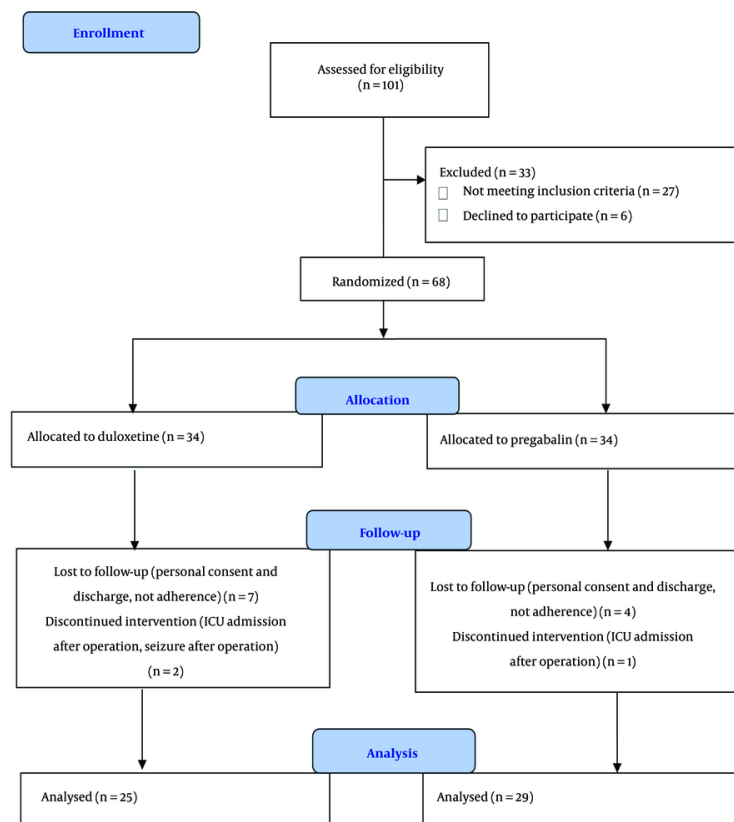 Enrollment
Assessed for eligibility
(n = 101)
Excluded (n = 33)
Not meeting inclusion criteria (n = 27)
Declined to participate (n = 6)
Randomized (n = 68)
Allocation
Allocated to duloxetine (n = 34)
Allocated to pregabalin (n = 34)
Follow-up
Lost to follow-up (personal consent and
discharge, not adherence) (n = 7)
Discontinued intervention (ICU admission
after operation, seizure after operation)
(n = 2)
Lost to follow-up (personal consent and discharge,
not adherence) (n = 4)
Discontinued intervention (ICU admission
after operation) (n = 1)
Analysis
Analysed (n = 25)
Analysed (n = 29)